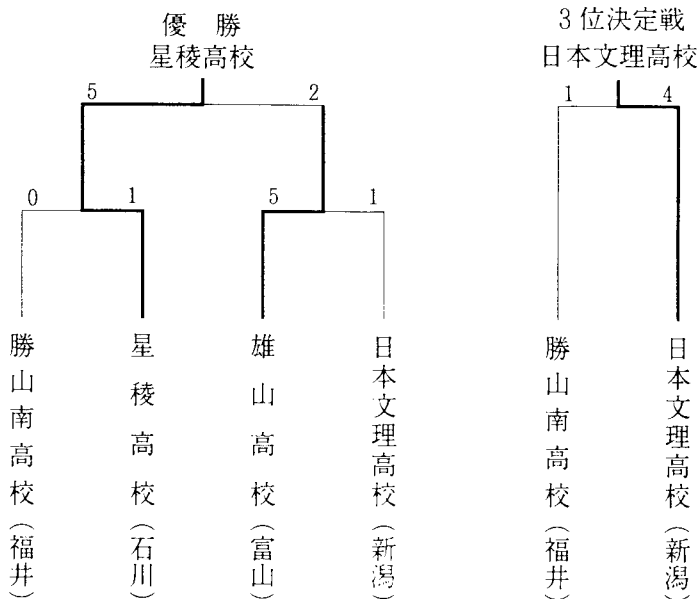 優 勝
星稜高校
5 2
0 1 5 1
勝山南高校(福井)
星稜高校(石川)
雄山高校(富山)
日本文理高校(新潟)
3位決定戦
日本文理高校
1 4
勝山南高校(福井)
日本文理高校(新潟)